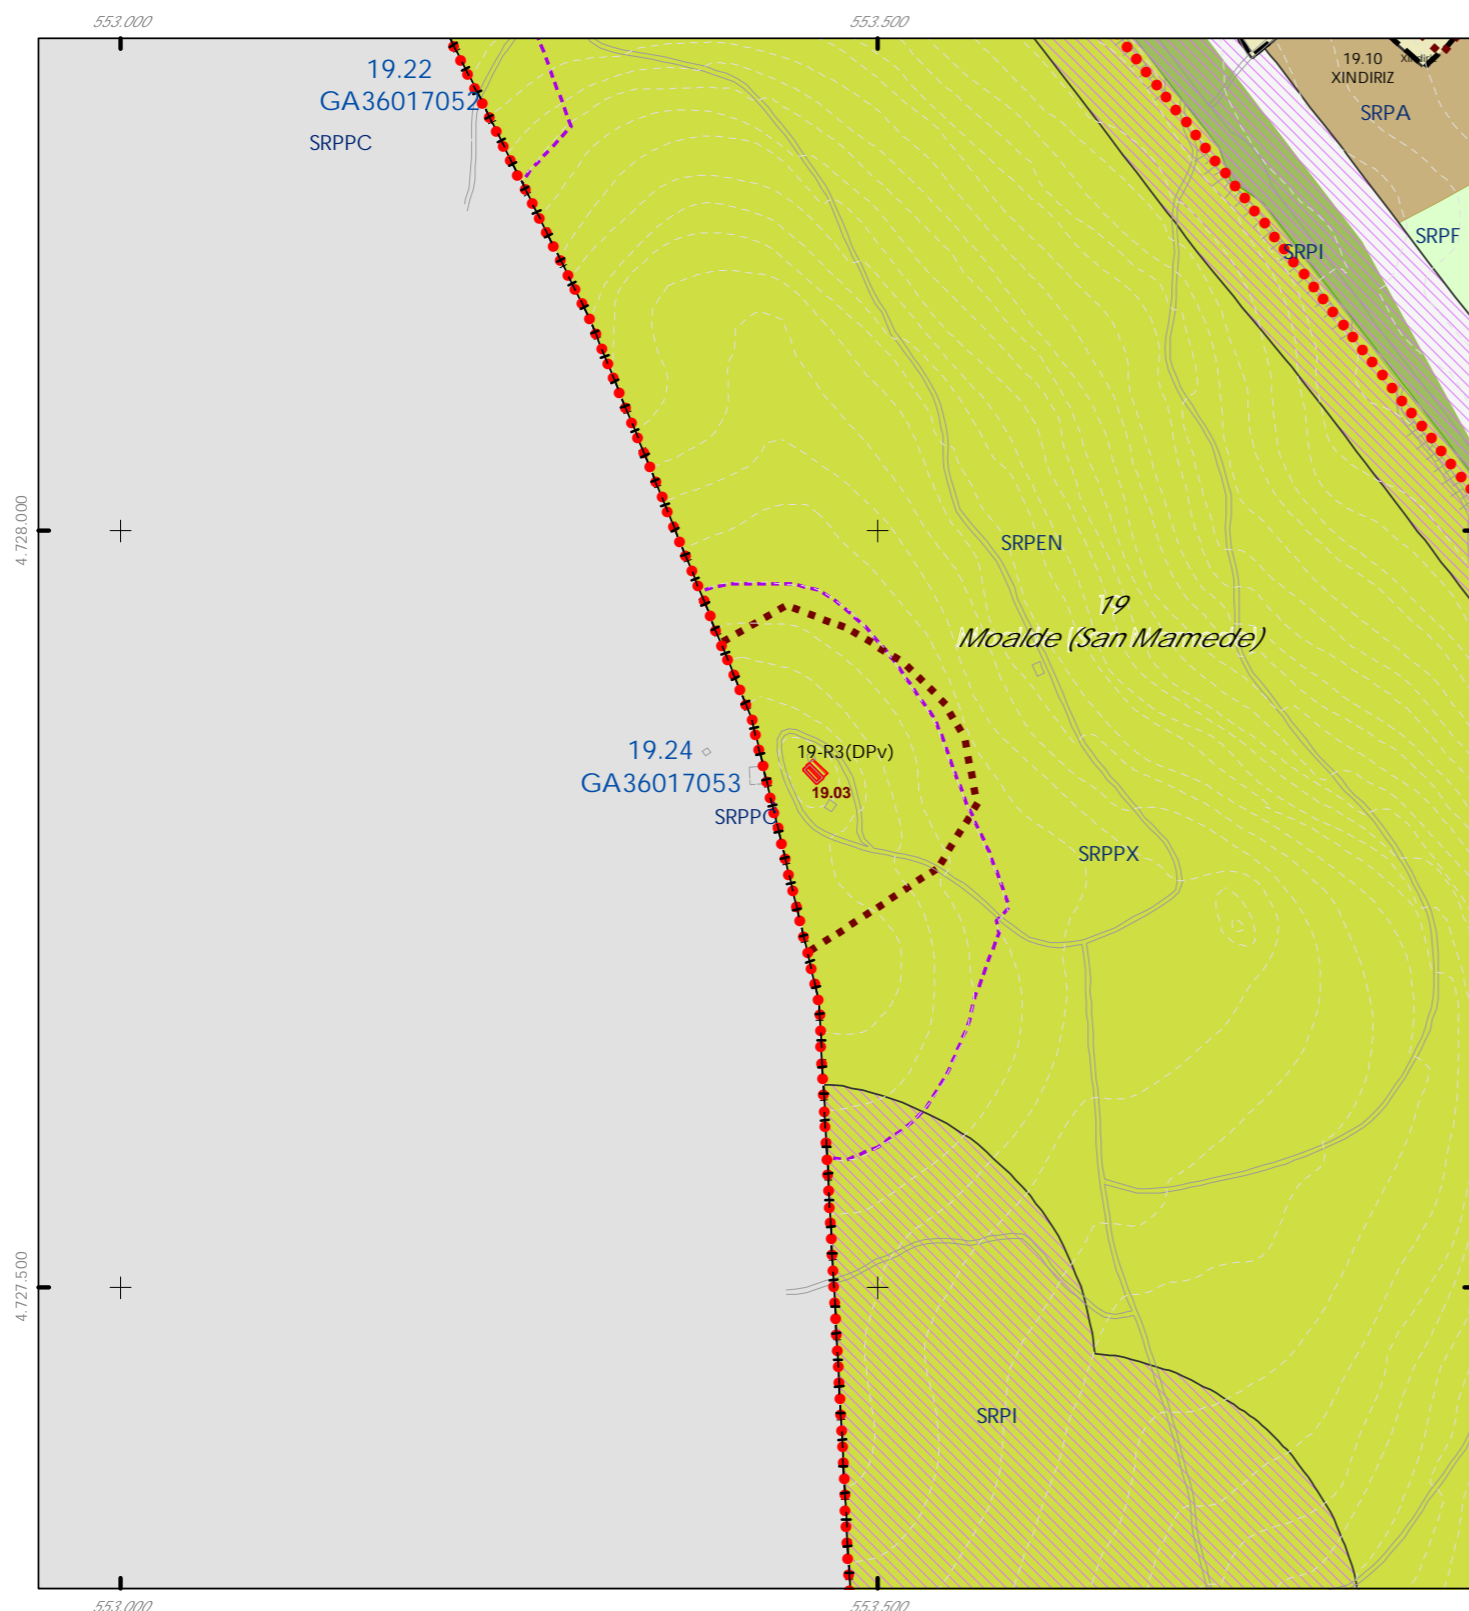 553.000
553.500
19.22
GA36017052
SRPPC
19.10
XINDIRIZ
SRPA
SRPF
SRPI
4.728.000
SRPEN
19
Moalde (San Mamede)
19.24
GA36017053
SRPPC
19-R3(DPv)
19.03
SRPPX
4.727.500
SRPI
553.000
553.500